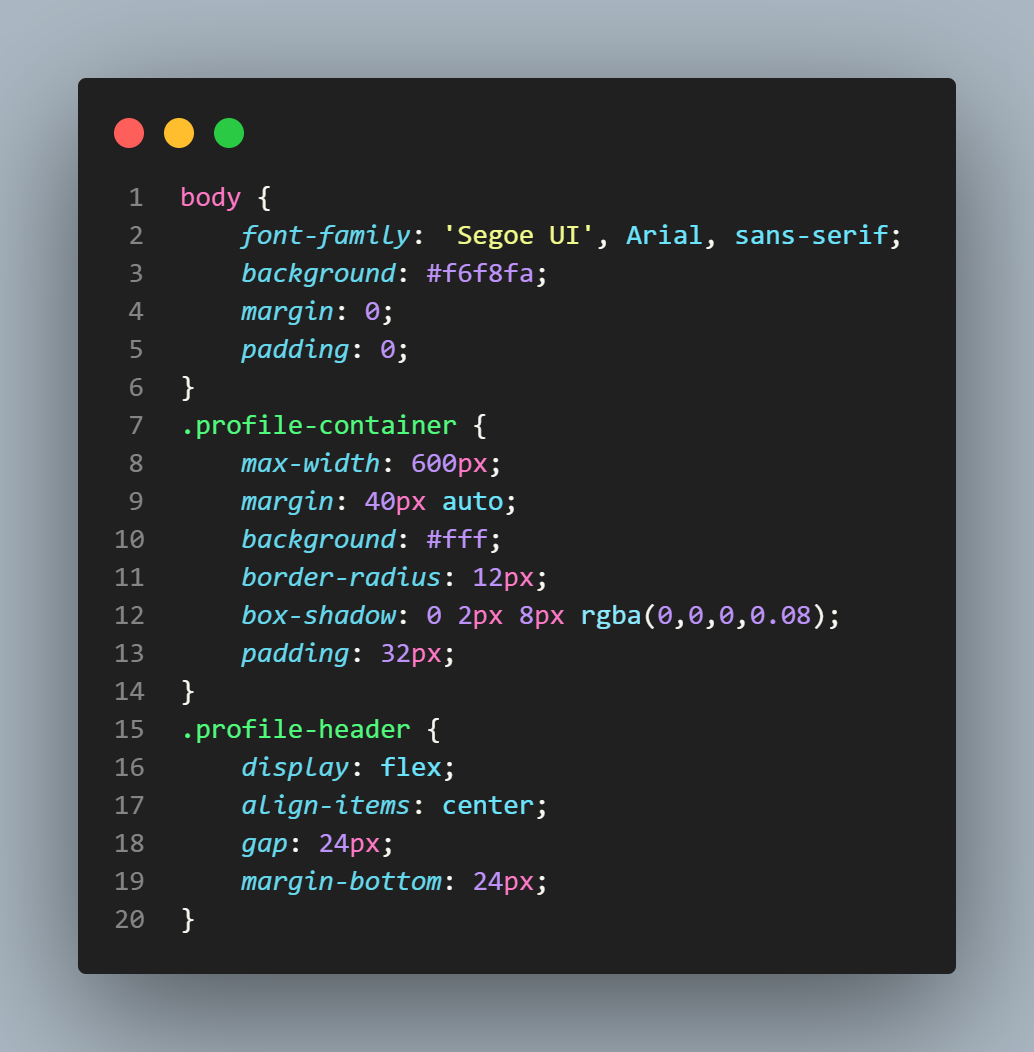 1 body {
2     font-family: 'Segoe UI', Arial, sans-serif;
3     background: #f6f8fa;
4     margin: 0;
5     padding: 0;
6 }
7 .profile-container {
8     max-width: 600px;
9     margin: 40px auto;
10     background: #fff;
11     border-radius: 12px;
12     box-shadow: 0 2px 8px rgba(0,0,0,0.08);
13     padding: 32px;
14 }
15 .profile-header {
16     display: flex;
17     align-items: center;
18     gap: 24px;
19     margin-bottom: 24px;
20 }